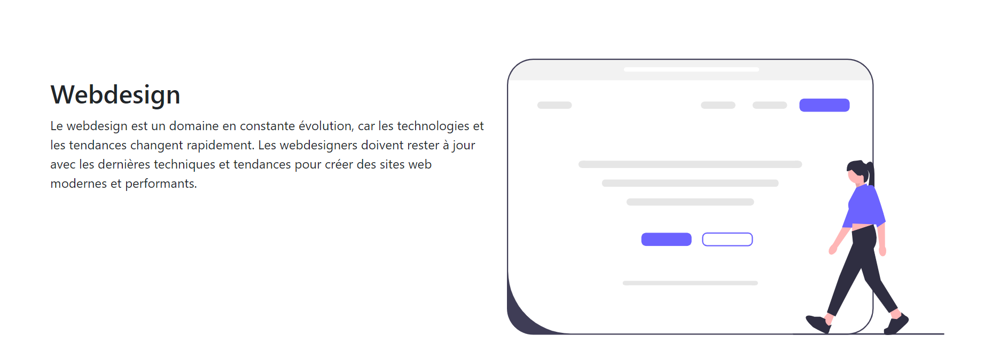 Webdesign
Le webdesign est un domaine en constante évolution, car les technologies et
les tendances changent rapidement. Les webdesigners doivent rester à jour
avec les dernières techniques et tendances pour créer des sites web
modernes et performants.